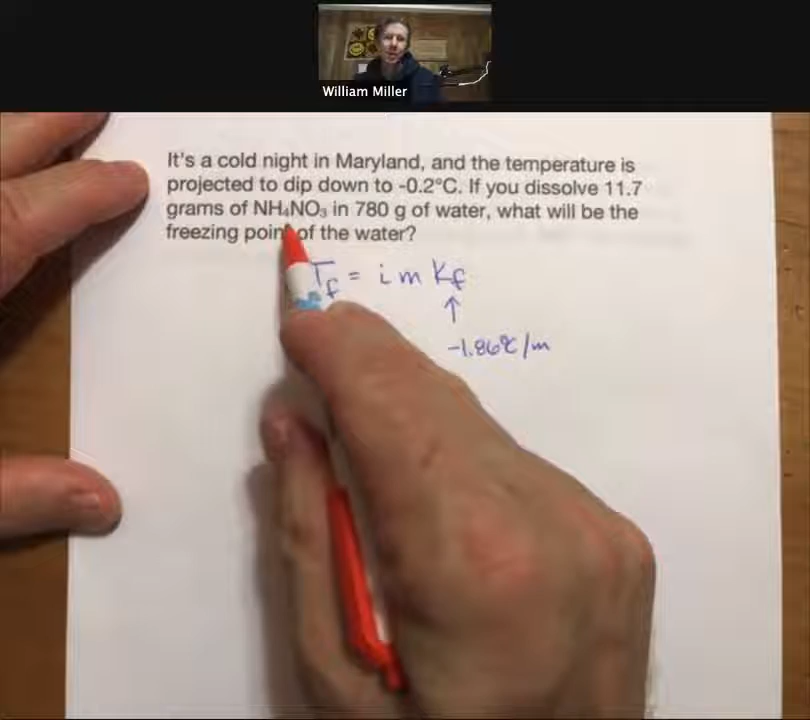 William Miller
It's a cold night in Maryland, and the temperature is
projected to dip down to -0.2°C. If you dissolve 11.7
grams of NH₄NO₃ in 780 g of water, what will be the
freezing point of the water?
T_f = i m K_f
↑
-1.86°C/m